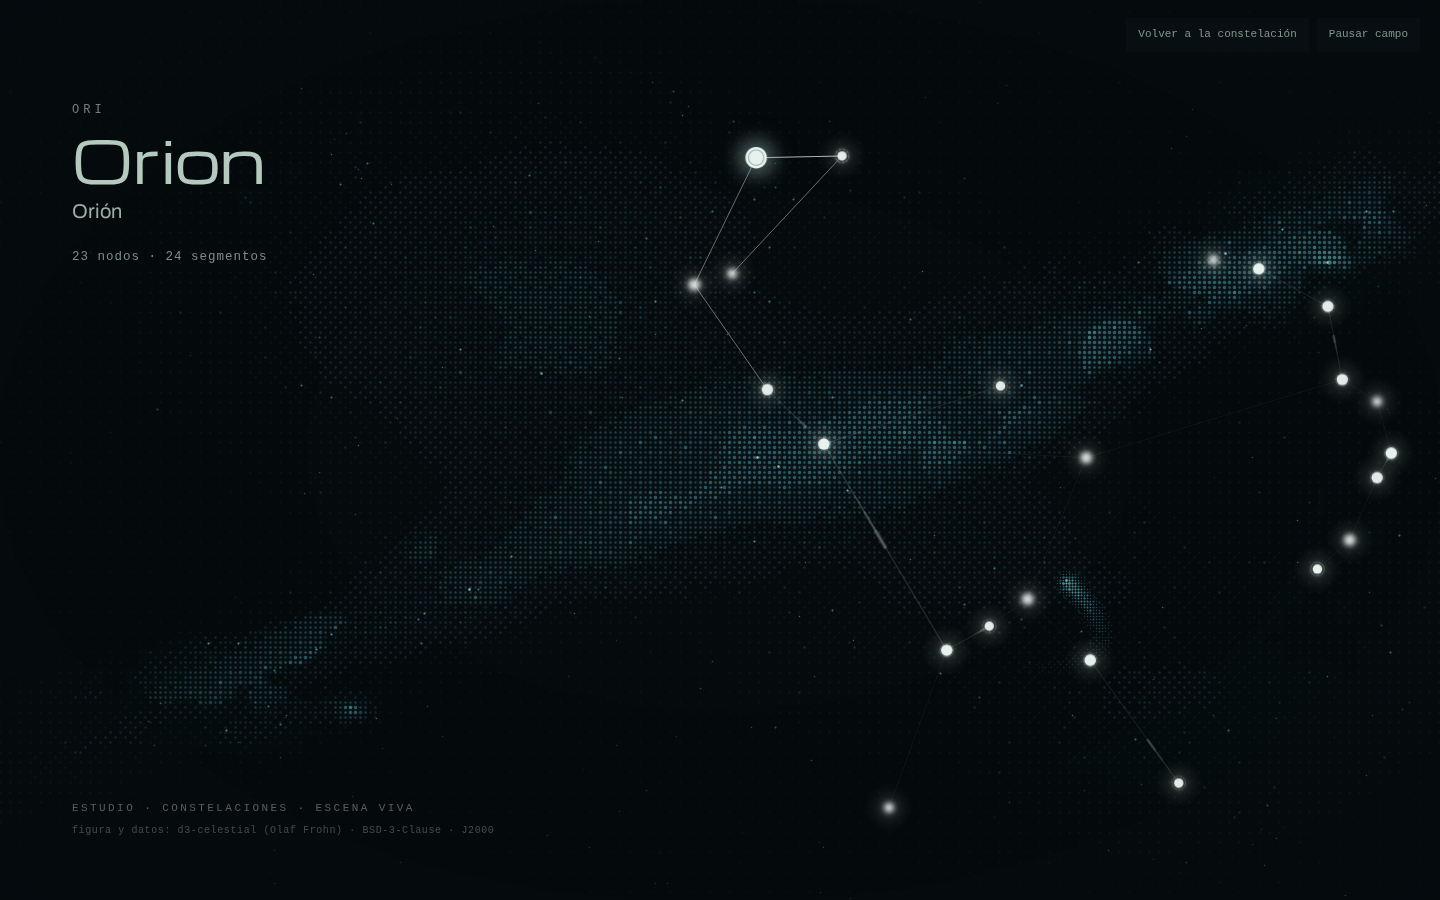 Volver a la constelación
Pausar campo
ORI
Orion
Orión
23 nodos · 24 segmentos
ESTUDIO · CONSTELACIONES · ESCENA VIVA
figura y datos: d3-celestial (Olaf Frohn) · BSD-3-Clause · J2000